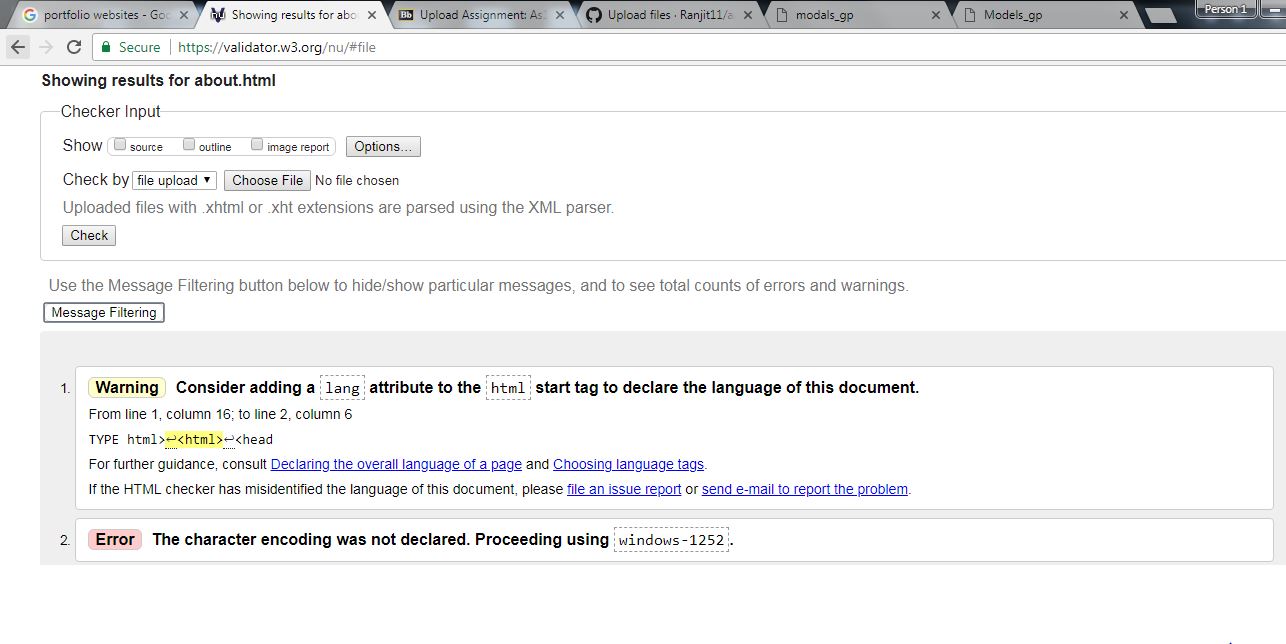 portfolio websites - Goo
Showing results for abo
Bb Upload Assignment: As
Upload files · Ranjit11/a
modals_gp
Models_gp
Person 1
Secure https://validator.w3.org/nu/#file
Showing results for about.html
Checker Input
Show source outline image report Options...
Check by file upload ▼ Choose File No file chosen
Uploaded files with .xhtml or .xht extensions are parsed using the XML parser.
Check
Use the Message Filtering button below to hide/show particular messages, and to see total counts of errors and warnings.
Message Filtering
1. Warning Consider adding a lang attribute to the html start tag to declare the language of this document.
From line 1, column 16; to line 2, column 6
TYPE html>↩<html>↩<head
For further guidance, consult Declaring the overall language of a page and Choosing language tags.
If the HTML checker has misidentified the language of this document, please file an issue report or send e-mail to report the problem.
2. Error The character encoding was not declared. Proceeding using windows-1252.